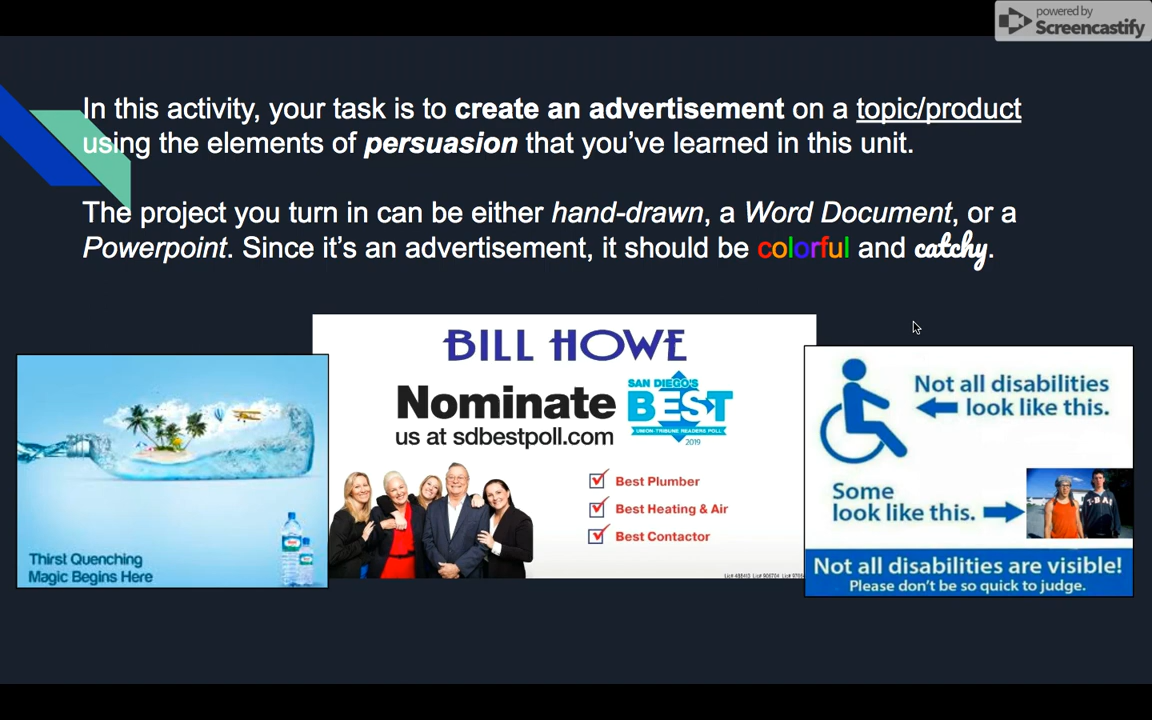 powered by
Screencastify
In this activity, your task is to create an advertisement on a topic/product
using the elements of persuasion that you’ve learned in this unit.
The project you turn in can be either hand-drawn, a Word Document, or a
Powerpoint. Since it’s an advertisement, it should be colorful and catchy.
BILL HOWE
Nominate
us at sdbestpoll.com
SAN DIEGO'S
BEST
UNION-TRIBUNE READERS POLL
2019
Best Plumber
Best Heating & Air
Best Contactor
Thirst Quenching
Magic Begins Here
Not all disabilities
look like this.
Some
look like this.
Not all disabilities are visible!
Please don't be so quick to judge.